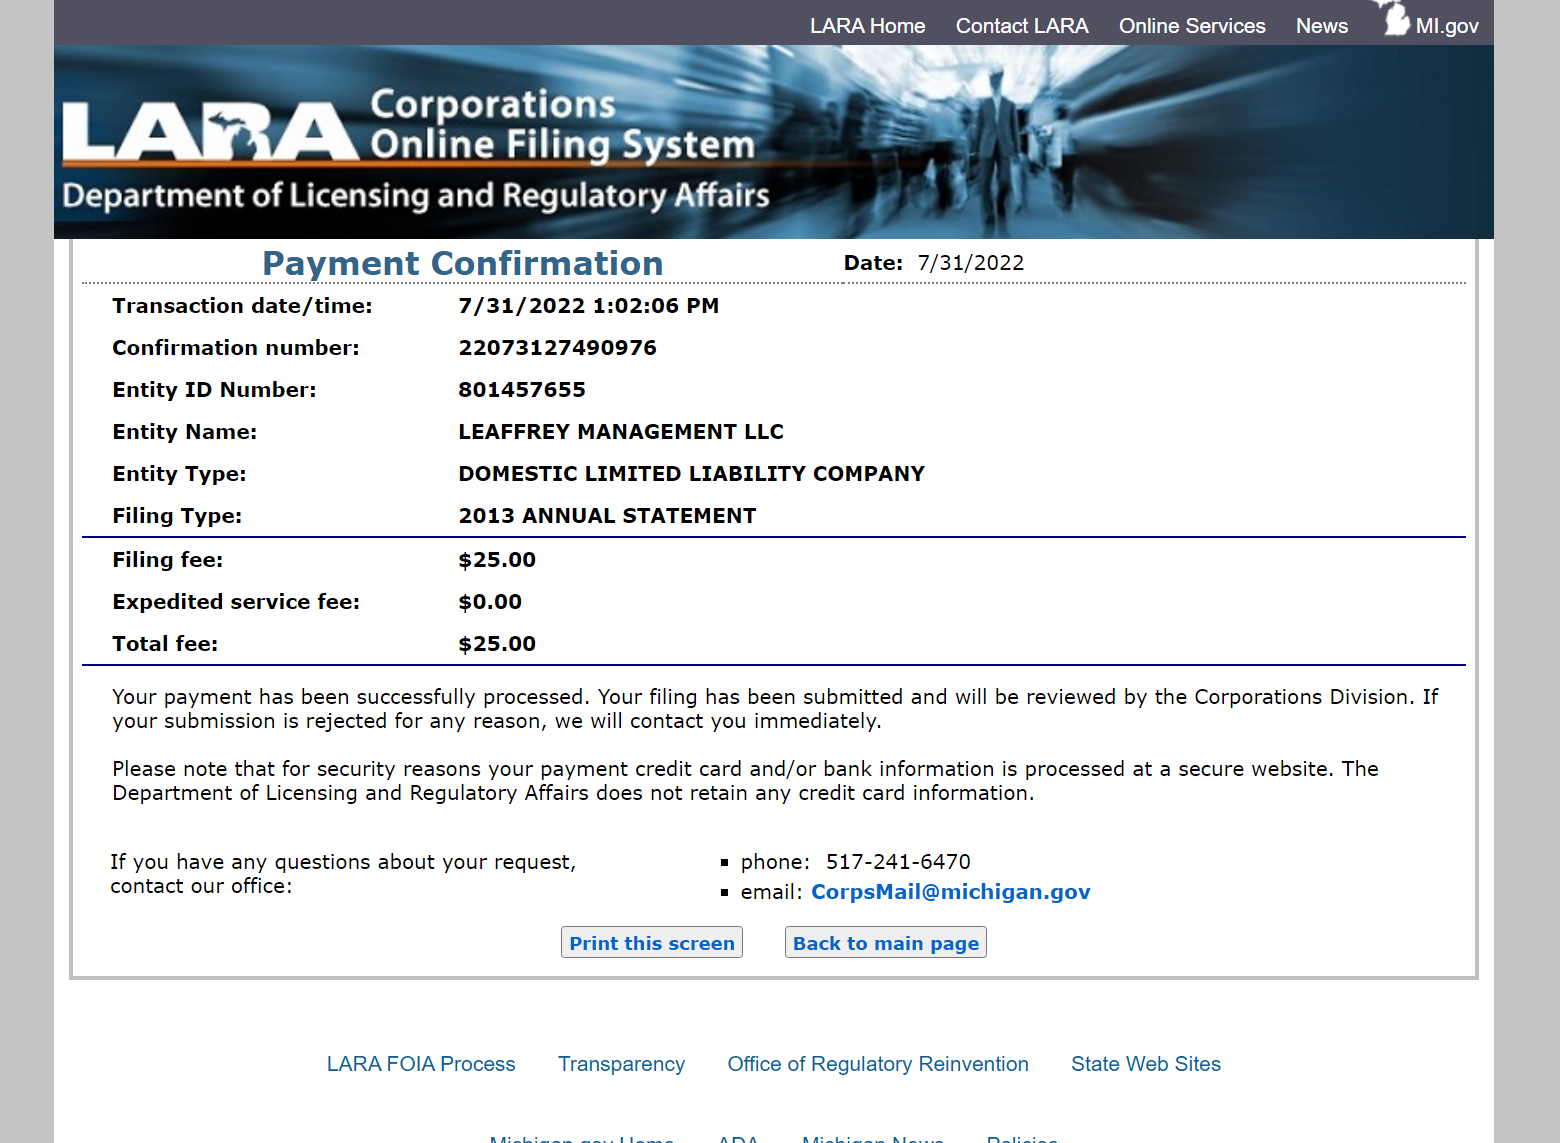 LARA Home Contact LARA Online Services News MI.gov
LARA Corporations
Online Filing System
Department of Licensing and Regulatory Affairs
Payment Confirmation Date: 7/31/2022
Transaction date/time: 7/31/2022 1:02:06 PM
Confirmation number: 22073127490976
Entity ID Number: 801457655
Entity Name: LEAFFREY MANAGEMENT LLC
Entity Type: DOMESTIC LIMITED LIABILITY COMPANY
Filing Type: 2013 ANNUAL STATEMENT
Filing fee: $25.00
Expedited service fee: $0.00
Total fee: $25.00
Your payment has been successfully processed. Your filing has been submitted and will be reviewed by the Corporations Division. If
your submission is rejected for any reason, we will contact you immediately.
Please note that for security reasons your payment credit card and/or bank information is processed at a secure website. The
Department of Licensing and Regulatory Affairs does not retain any credit card information.
If you have any questions about your request,
contact our office:
phone: 517-241-6470
email: CorpsMail@michigan.gov
Print this screen Back to main page
LARA FOIA Process Transparency Office of Regulatory Reinvention State Web Sites
Michigan.gov Home ADA Michigan News Policies